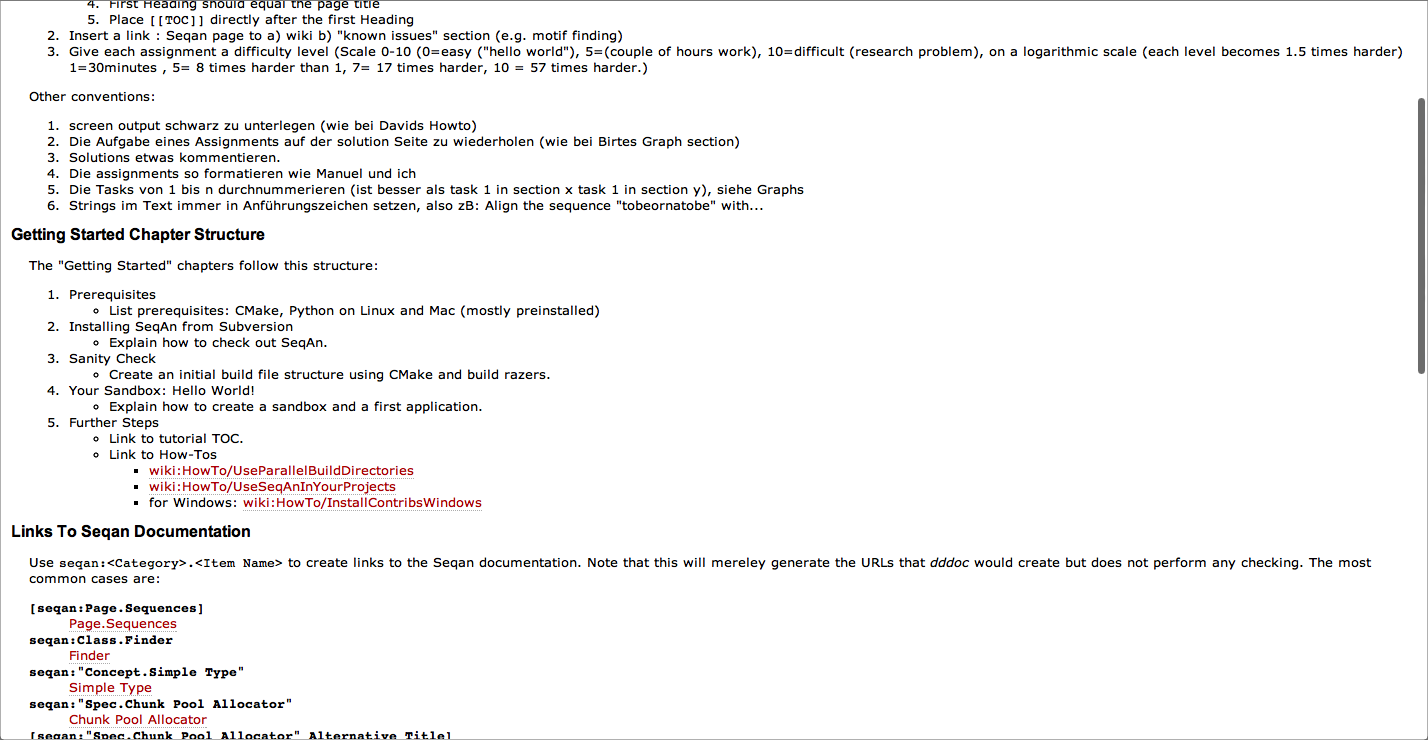 4. First Heading should equal the page title
5. Place [[TOC]] directly after the first Heading
2. Insert a link : Seqan page to a) wiki b) "known issues" section (e.g. motif finding)
3. Give each assignment a difficulty level (Scale 0-10 (0=easy ("hello world"), 5=(couple of hours work), 10=difficult (research problem), on a logarithmic scale (each level becomes 1.5 times harder)
1=30minutes , 5= 8 times harder than 1, 7= 17 times harder, 10 = 57 times harder.)
Other conventions:
1. screen output schwarz zu unterlegen (wie bei Davids Howto)
2. Die Aufgabe eines Assignments auf der solution Seite zu wiederholen (wie bei Birtes Graph section)
3. Solutions etwas kommentieren.
4. Die assignments so formatieren wie Manuel und ich
5. Die Tasks von 1 bis n durchnummerieren (ist besser als task 1 in section x task 1 in section y), siehe Graphs
6. Strings im Text immer in Anführungszeichen setzen, also zB: Align the sequence "tobeornatobe" with...
Getting Started Chapter Structure
The "Getting Started" chapters follow this structure:
1. Prerequisites
◦ List prerequisites: CMake, Python on Linux and Mac (mostly preinstalled)
2. Installing SeqAn from Subversion
◦ Explain how to check out SeqAn.
3. Sanity Check
◦ Create an initial build file structure using CMake and build razers.
4. Your Sandbox: Hello World!
◦ Explain how to create a sandbox and a first application.
5. Further Steps
◦ Link to tutorial TOC.
◦ Link to How-Tos
▪ wiki:HowTo/UseParallelBuildDirectories
▪ wiki:HowTo/UseSeqAnInYourProjects
▪ for Windows: wiki:HowTo/InstallContribsWindows
Links To Seqan Documentation
Use seqan:<Category>.<Item Name> to create links to the Seqan documentation. Note that this will mereley generate the URLs that dddoc would create but does not perform any checking. The most
common cases are:
[seqan:Page.Sequences]
Page.Sequences
seqan:Class.Finder
Finder
seqan:"Concept.Simple Type"
Simple Type
seqan:"Spec.Chunk Pool Allocator"
Chunk Pool Allocator
[seqan:"Spec.Chunk Pool Allocator" Alternative Title]